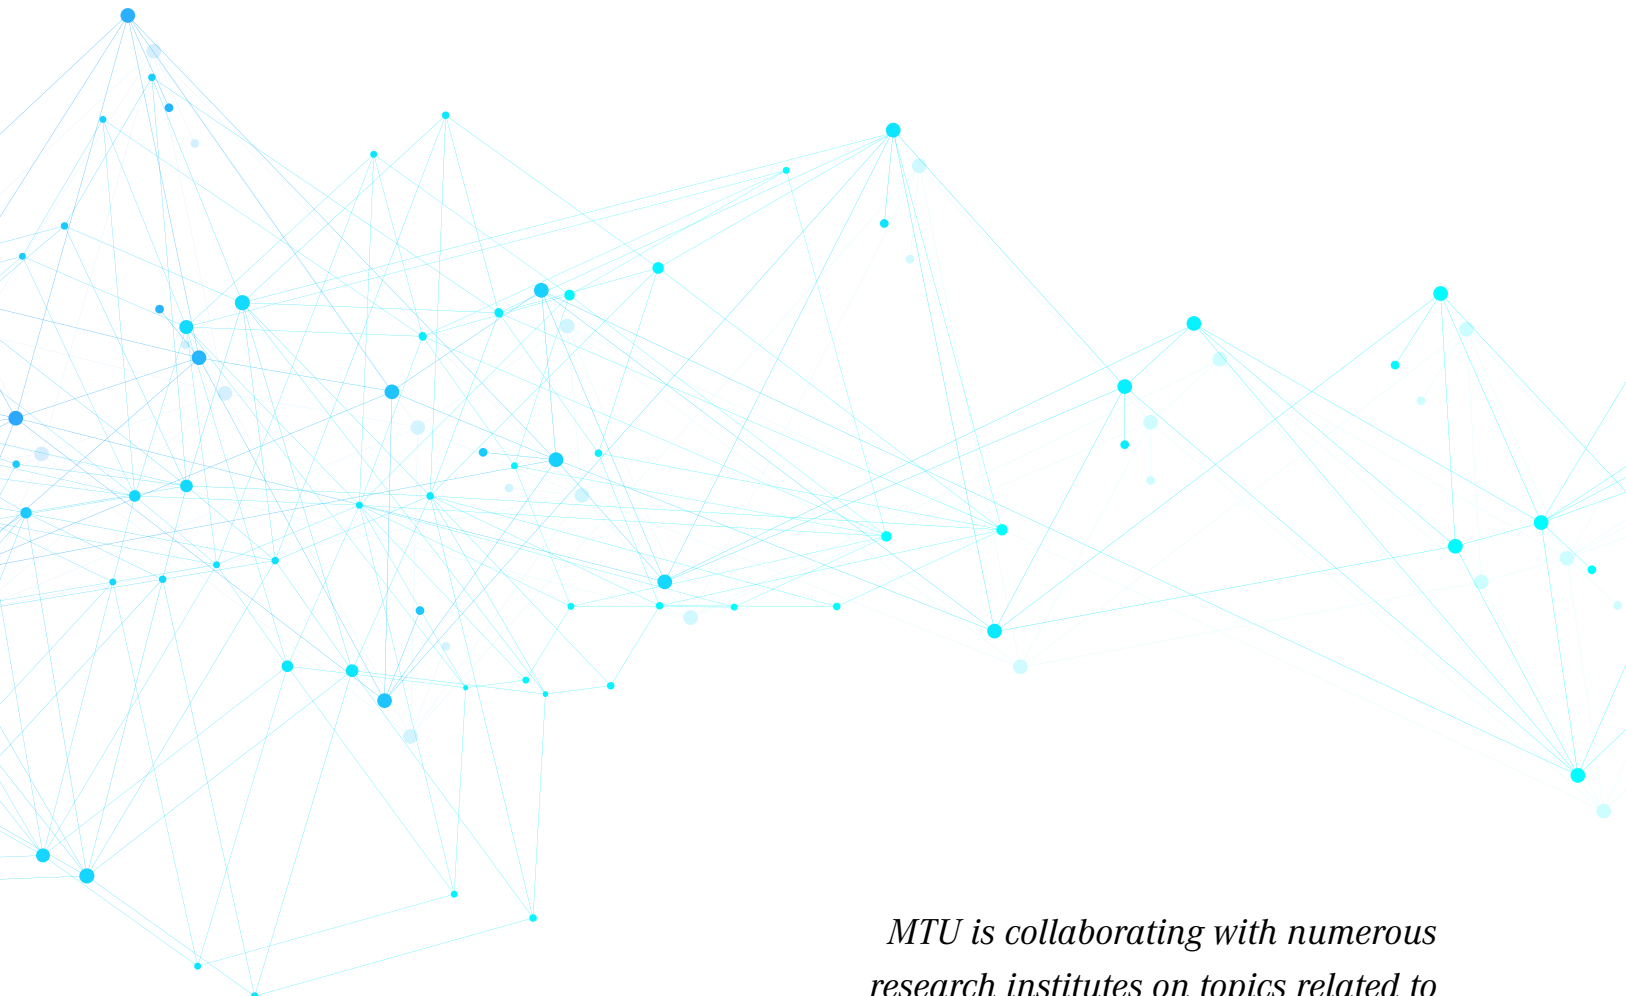 MTU is collaborating with numerous
research institutes on topics related to